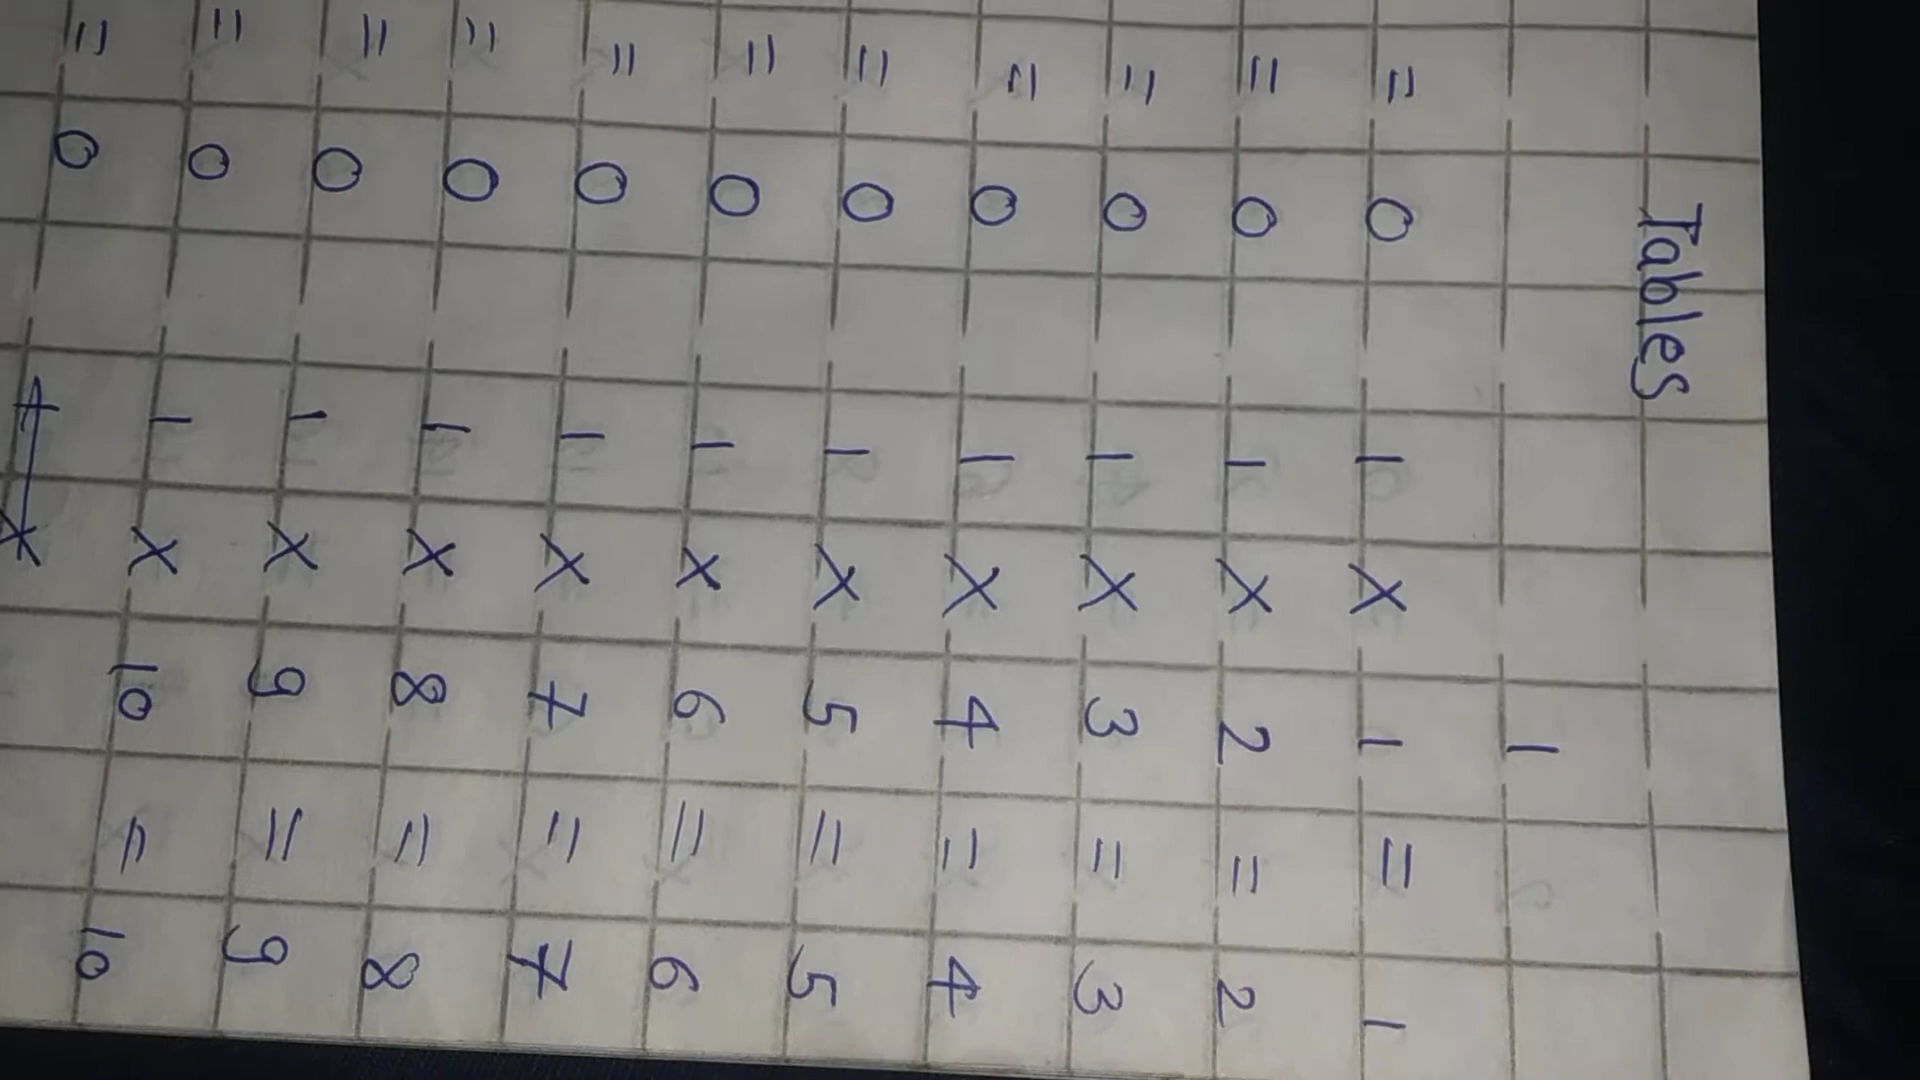 Tables
1
= 0 1 × 1 = 1
= 0 1 × 2 = 2
= 0 1 × 3 = 3
= 0 1 × 4 = 4
= 0 1 × 5 = 5
= 0 1 × 6 = 6
= 0 1 × 7 = 7
= 0 1 × 8 = 8
= 0 1 × 9 = 9
= 0 1 × 10 = 10
= 0